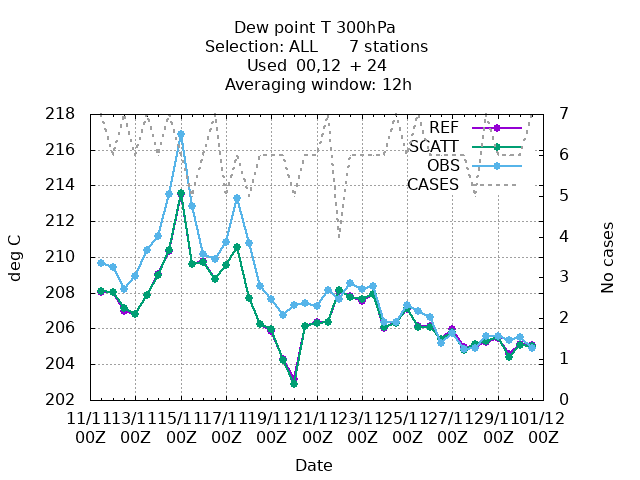 Dew point T 300hPa
Selection: ALL 7 stations
Used 00,12 + 24
Averaging window: 12h
218
216
214
212
210
208
206
204
202
7
6
5
4
3
2
1
0
REF
SCATT
OBS
CASES
deg C
No cases
11/11 13/11 15/11 17/11 19/11 21/11 23/11 25/11 27/11 29/11 01/12
00Z 00Z 00Z 00Z 00Z 00Z 00Z 00Z 00Z 00Z 00Z
Date